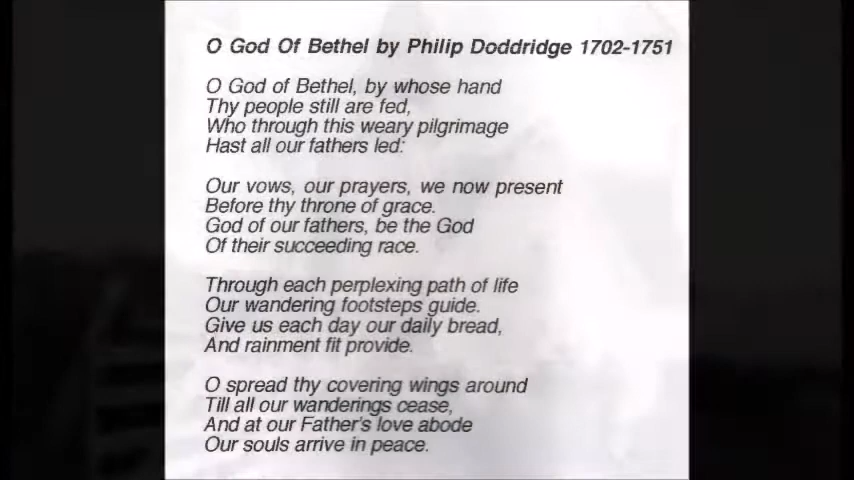 O God Of Bethel by Philip Doddridge 1702-1751
O God of Bethel, by whose hand
Thy people still are fed,
Who through this weary pilgrimage
Hast all our fathers led:
Our vows, our prayers, we now present
Before thy throne of grace.
God of our fathers, be the God
Of their succeeding race.
Through each perplexing path of life
Our wandering footsteps guide.
Give us each day our daily bread,
And rainment fit provide.
O spread thy covering wings around
Till all our wanderings cease,
And at our Father's love abode
Our souls arrive in peace.